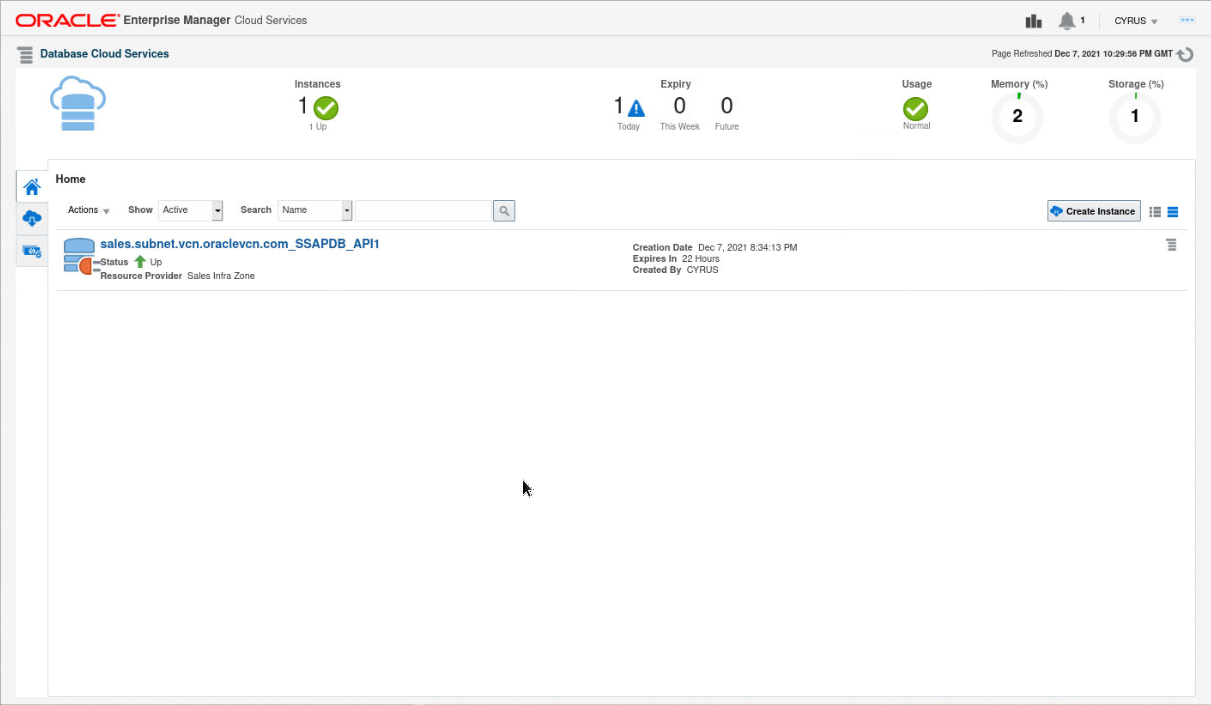 ORACLE Enterprise Manager Cloud Services
1
CYRUS
Database Cloud Services
Page Refreshed Dec 7, 2021 10:29:56 PM GMT
Instances
1
1 Up
Expiry
1 0 0
Today This Week Future
Usage
Normal
Memory (%)
2
Storage (%)
1
Home
Actions Show Active Search Name
Create Instance
sales.subnet.vcn.oraclevcn.com_SSAPDB_API1
Status Up
Resource Provider Sales Infra Zone
Creation Date Dec 7, 2021 8:34:13 PM
Expires In 22 Hours
Created By CYRUS